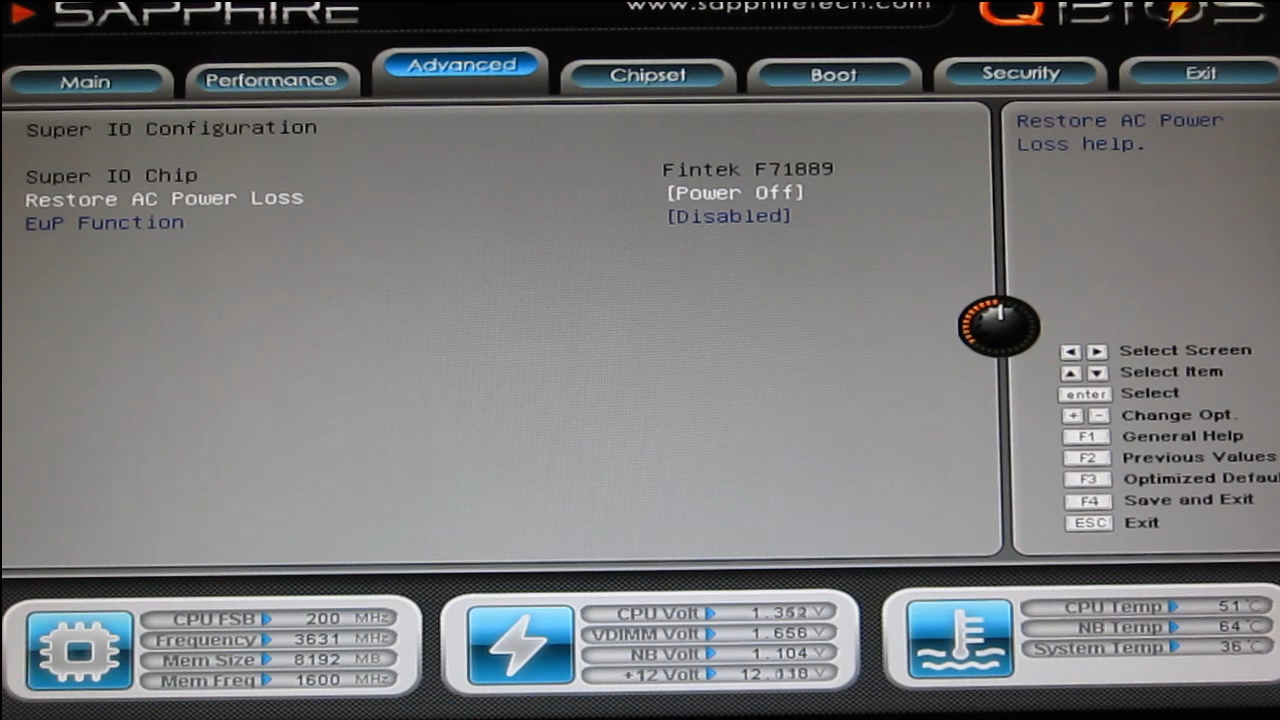 SAPPHIRE
www.sapphiretech.com
QBIOS
Main
Performance
Advanced
Chipset
Boot
Security
Exit
Super IO Configuration
Super IO Chip Fintek F71889
Restore AC Power Loss [Power Off]
EuP Function [Disabled]
Restore AC Power
Loss help.
Select Screen
Select Item
enter Select
+ - Change Opt.
F1 General Help
F2 Previous Values
F3 Optimized Defau
F4 Save and Exit
ESC Exit
CPU FSB 200 MHz
Frequency 3631 MHz
Mem Size 8192 MB
Mem Freq 1600 MHz
CPU Volt 1.352 V
VDIMM Volt 1.656 V
NB Volt 1.104 V
+12 Volt V
CPU Temp 51 °C
NB Temp 64 °C
System Temp 36 °C